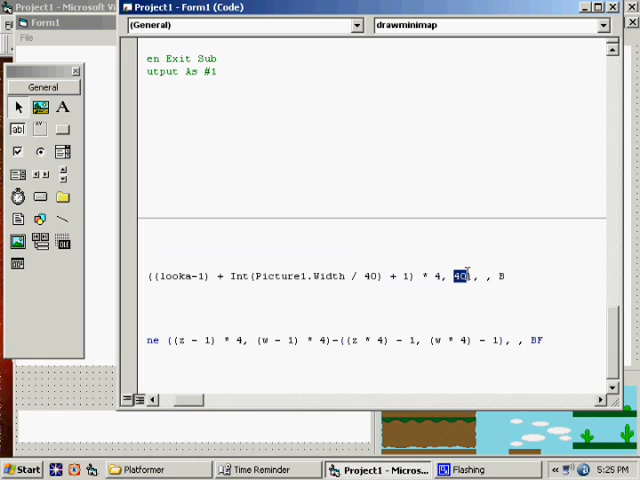 Project1 - Microsoft Vi
Project1 - Form1 (Code)
Form1
(General)
drawminimap
File
en Exit Sub
utput As #1
General
((looka-1) + Int(Picture1.Width / 40) + 1) * 4, 40), , B
ne ((z - 1) * 4, (w - 1) * 4)-((z * 4) - 1, (w * 4) - 1), , BF
Start
Platformer
Time Reminder
Project1 - Micros...
Flashing
5:25 PM